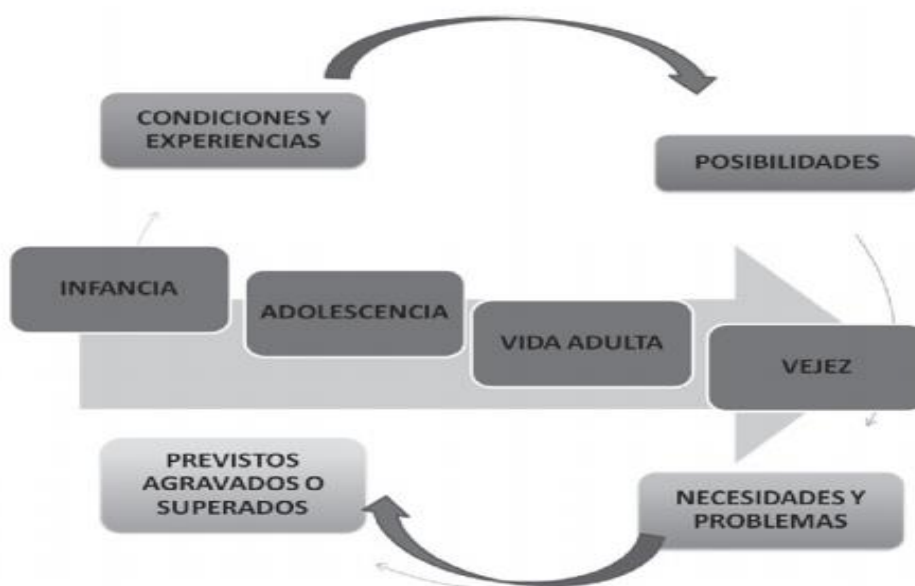 CONDICIONES Y
EXPERIENCIAS
POSIBILIDADES
INFANCIA
ADOLESCENCIA
VIDA ADULTA
VEJEZ
PREVISTOS
AGRAVADOS O
SUPERADOS
NECESIDADES Y
PROBLEMAS